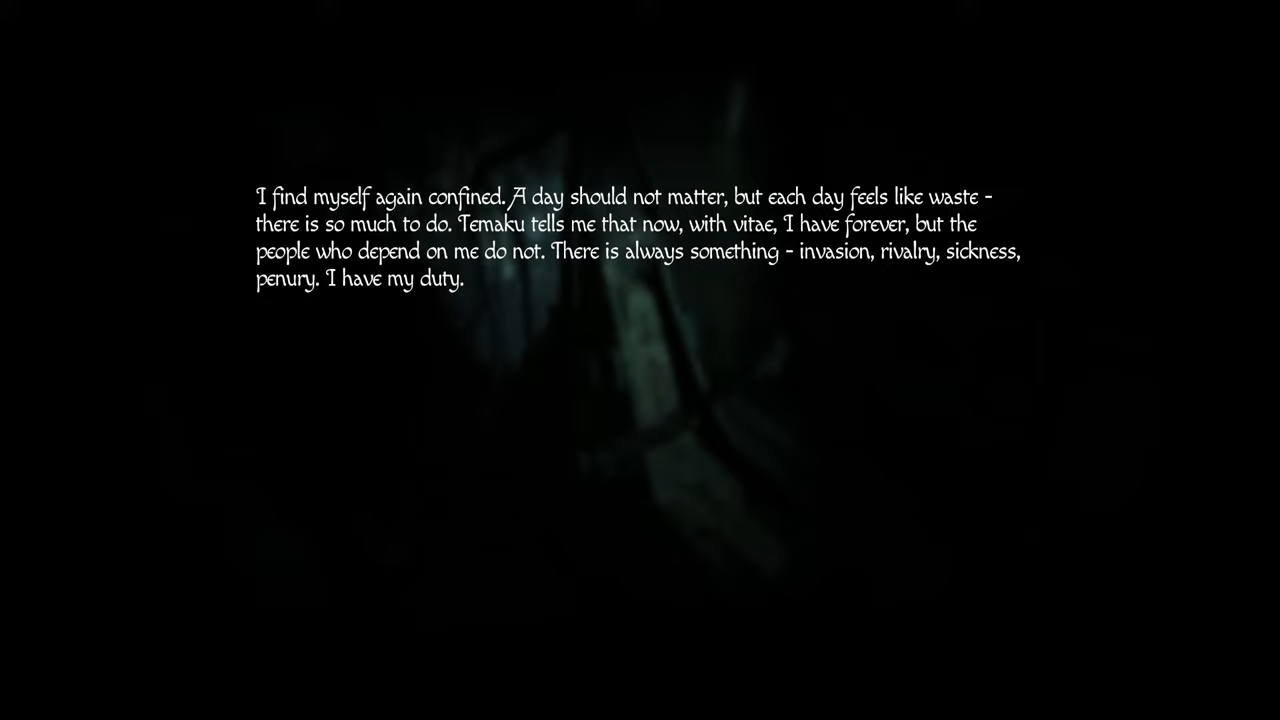 I find myself again confined. A day should not matter, but each day feels like waste -
there is so much to do. Temaku tells me that now, with vitae, I have forever, but the
people who depend on me do not. There is always something - invasion, rivalry, sickness,
penury. I have my duty.